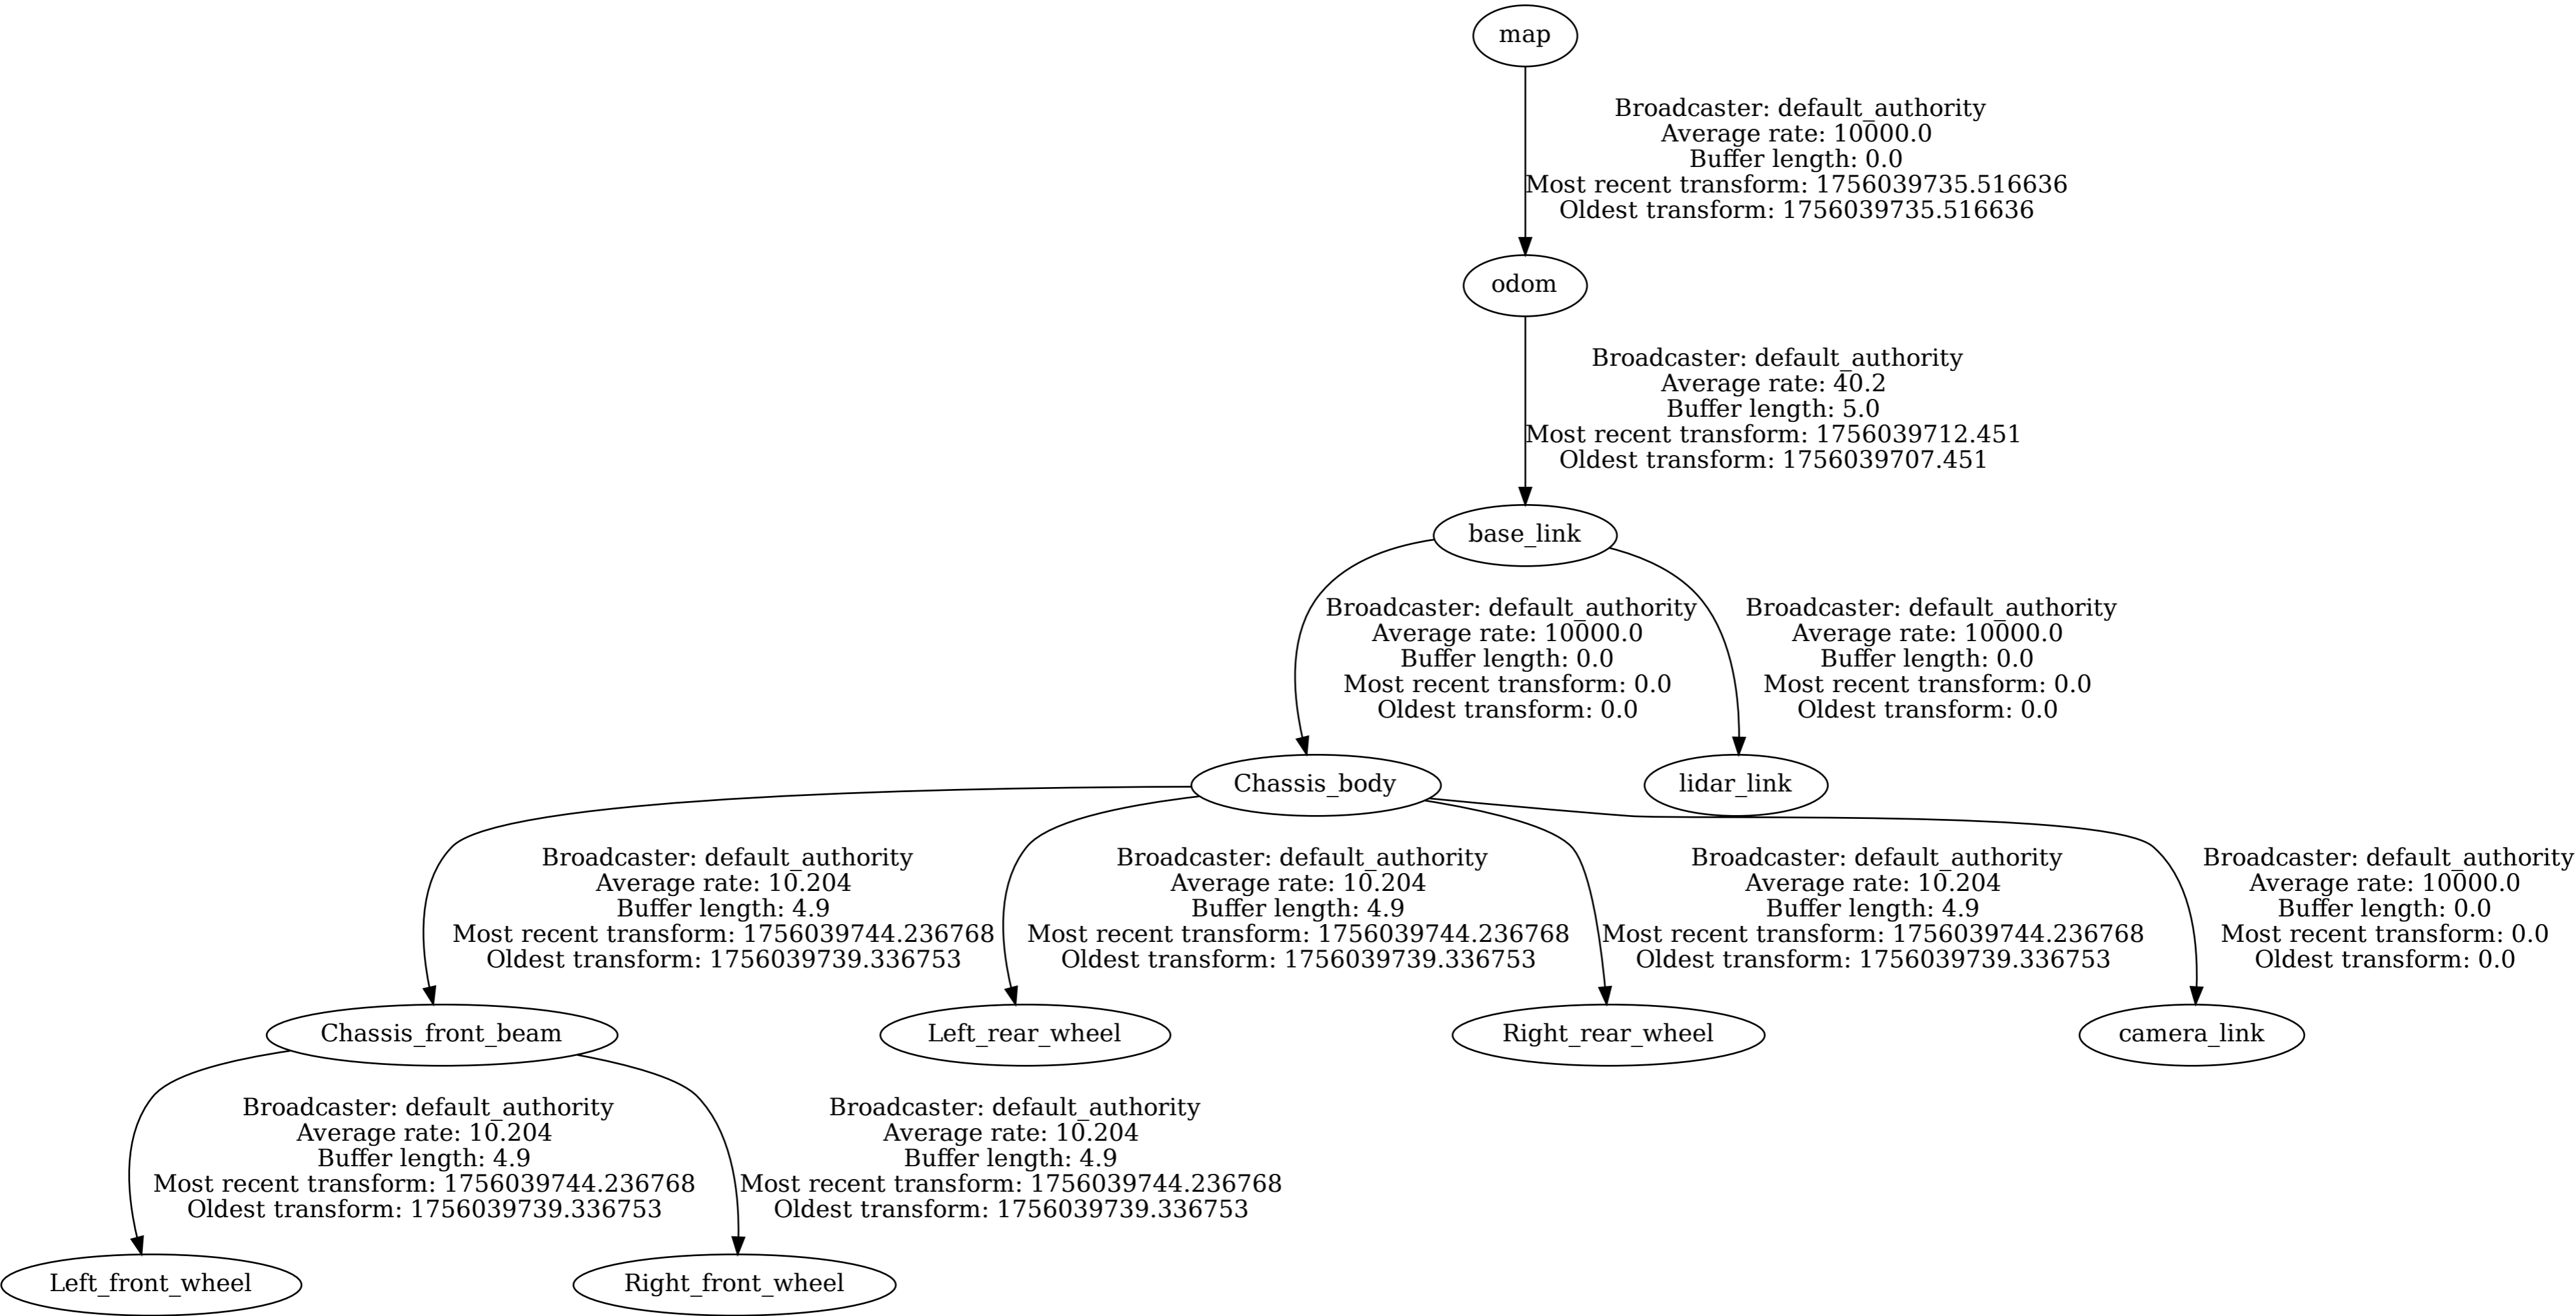 map
Broadcaster: default_authority
Average rate: 10000.0
Buffer length: 0.0
Most recent transform: 1756039735.516636
Oldest transform: 1756039735.516636
odom
Broadcaster: default_authority
Average rate: 40.2
Buffer length: 5.0
Most recent transform: 1756039712.451
Oldest transform: 1756039707.451
base_link
Broadcaster: default_authority
Average rate: 10000.0
Buffer length: 0.0
Most recent transform: 0.0
Oldest transform: 0.0
Broadcaster: default_authority
Average rate: 10000.0
Buffer length: 0.0
Most recent transform: 0.0
Oldest transform: 0.0
Chassis_body
lidar_link
Broadcaster: default_authority
Average rate: 10.204
Buffer length: 4.9
Most recent transform: 1756039744.236768
Oldest transform: 1756039739.336753
Broadcaster: default_authority
Average rate: 10.204
Buffer length: 4.9
Most recent transform: 1756039744.236768
Oldest transform: 1756039739.336753
Broadcaster: default_authority
Average rate: 10.204
Buffer length: 4.9
Most recent transform: 1756039744.236768
Oldest transform: 1756039739.336753
Broadcaster: default_authority
Average rate: 10000.0
Buffer length: 0.0
Most recent transform: 0.0
Oldest transform: 0.0
Chassis_front_beam
Left_rear_wheel
Right_rear_wheel
camera_link
Broadcaster: default_authority
Average rate: 10.204
Buffer length: 4.9
Most recent transform: 1756039744.236768
Oldest transform: 1756039739.336753
Broadcaster: default_authority
Average rate: 10.204
Buffer length: 4.9
Most recent transform: 1756039744.236768
Oldest transform: 1756039739.336753
Left_front_wheel
Right_front_wheel